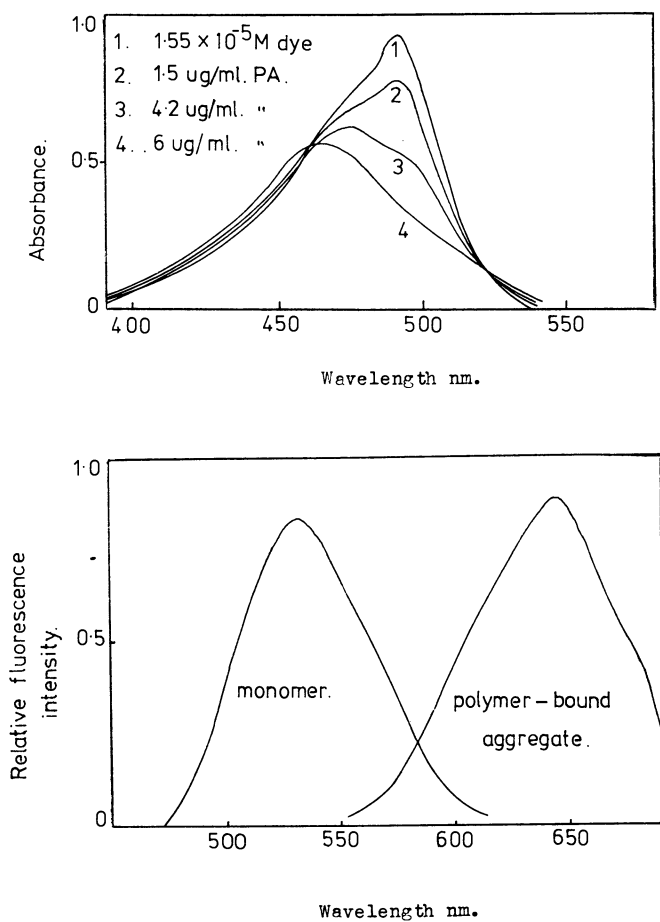 1.0
1. 1·55 × 10⁻⁵M dye
2. 1·5 ug/ml. PA.
3. 4·2 ug/ml. "
4. . 6 ug/ml. "
1
2
3
4
0·5
0
Absorbance.
400 450 500 550
Wavelength nm.
1·0
0·5
0
Relative fluorescence
intensity.
monomer.
polymer – bound
aggregate.
500 550 600 650
Wavelength nm.